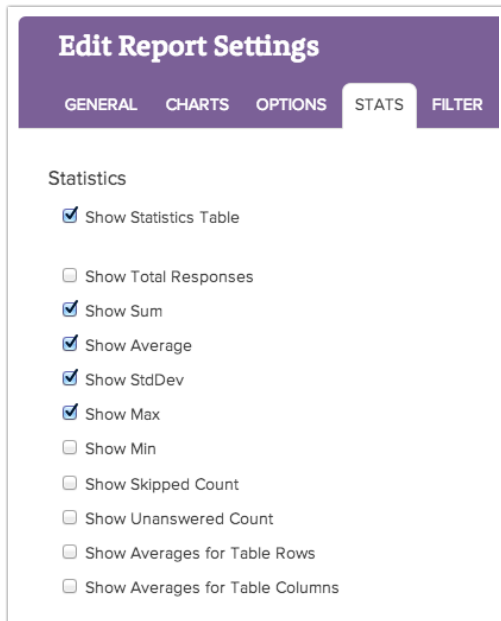 Edit Report Settings
GENERAL CHARTS OPTIONS STATS FILTER
Statistics
Show Statistics Table
Show Total Responses
Show Sum
Show Average
Show StdDev
Show Max
Show Min
Show Skipped Count
Show Unanswered Count
Show Averages for Table Rows
Show Averages for Table Columns